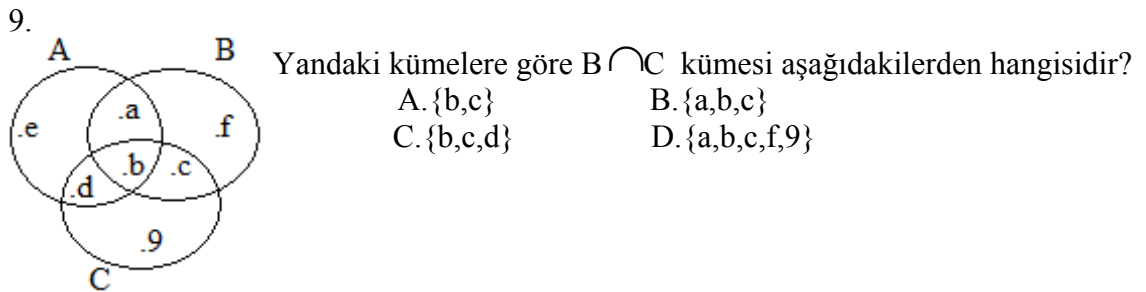 9.
A B
Yandaki kümelere göre B ⌒C kümesi aşağıdakilerden hangisidir?
A.{b,c} B.{a,b,c}
C.{b,c,d} D.{a,b,c,f,9}
.a
.e .f
.b .c
.d
.9
C